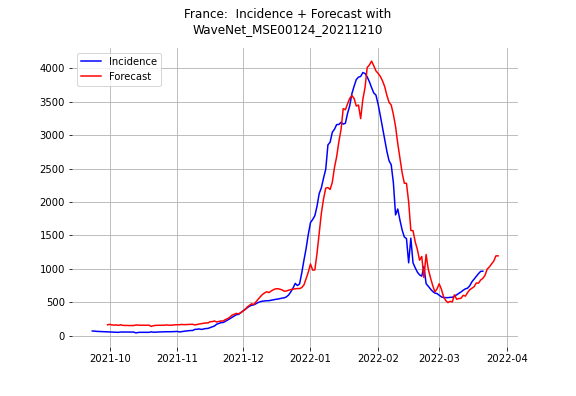 France:  Incidence + Forecast with
WaveNet_MSE00124_20211210
Incidence
Forecast
4000
3500
3000
2500
2000
1500
1000
500
0
2021-10 2021-11 2021-12 2022-01 2022-02 2022-03 2022-04